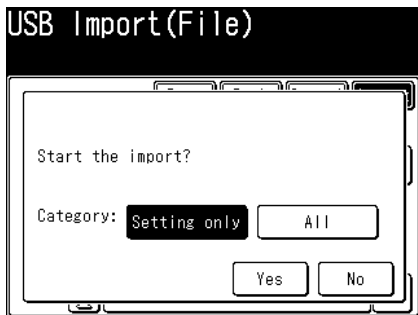 USB Import(File)
Start the import?
Category: Setting only All
Yes No